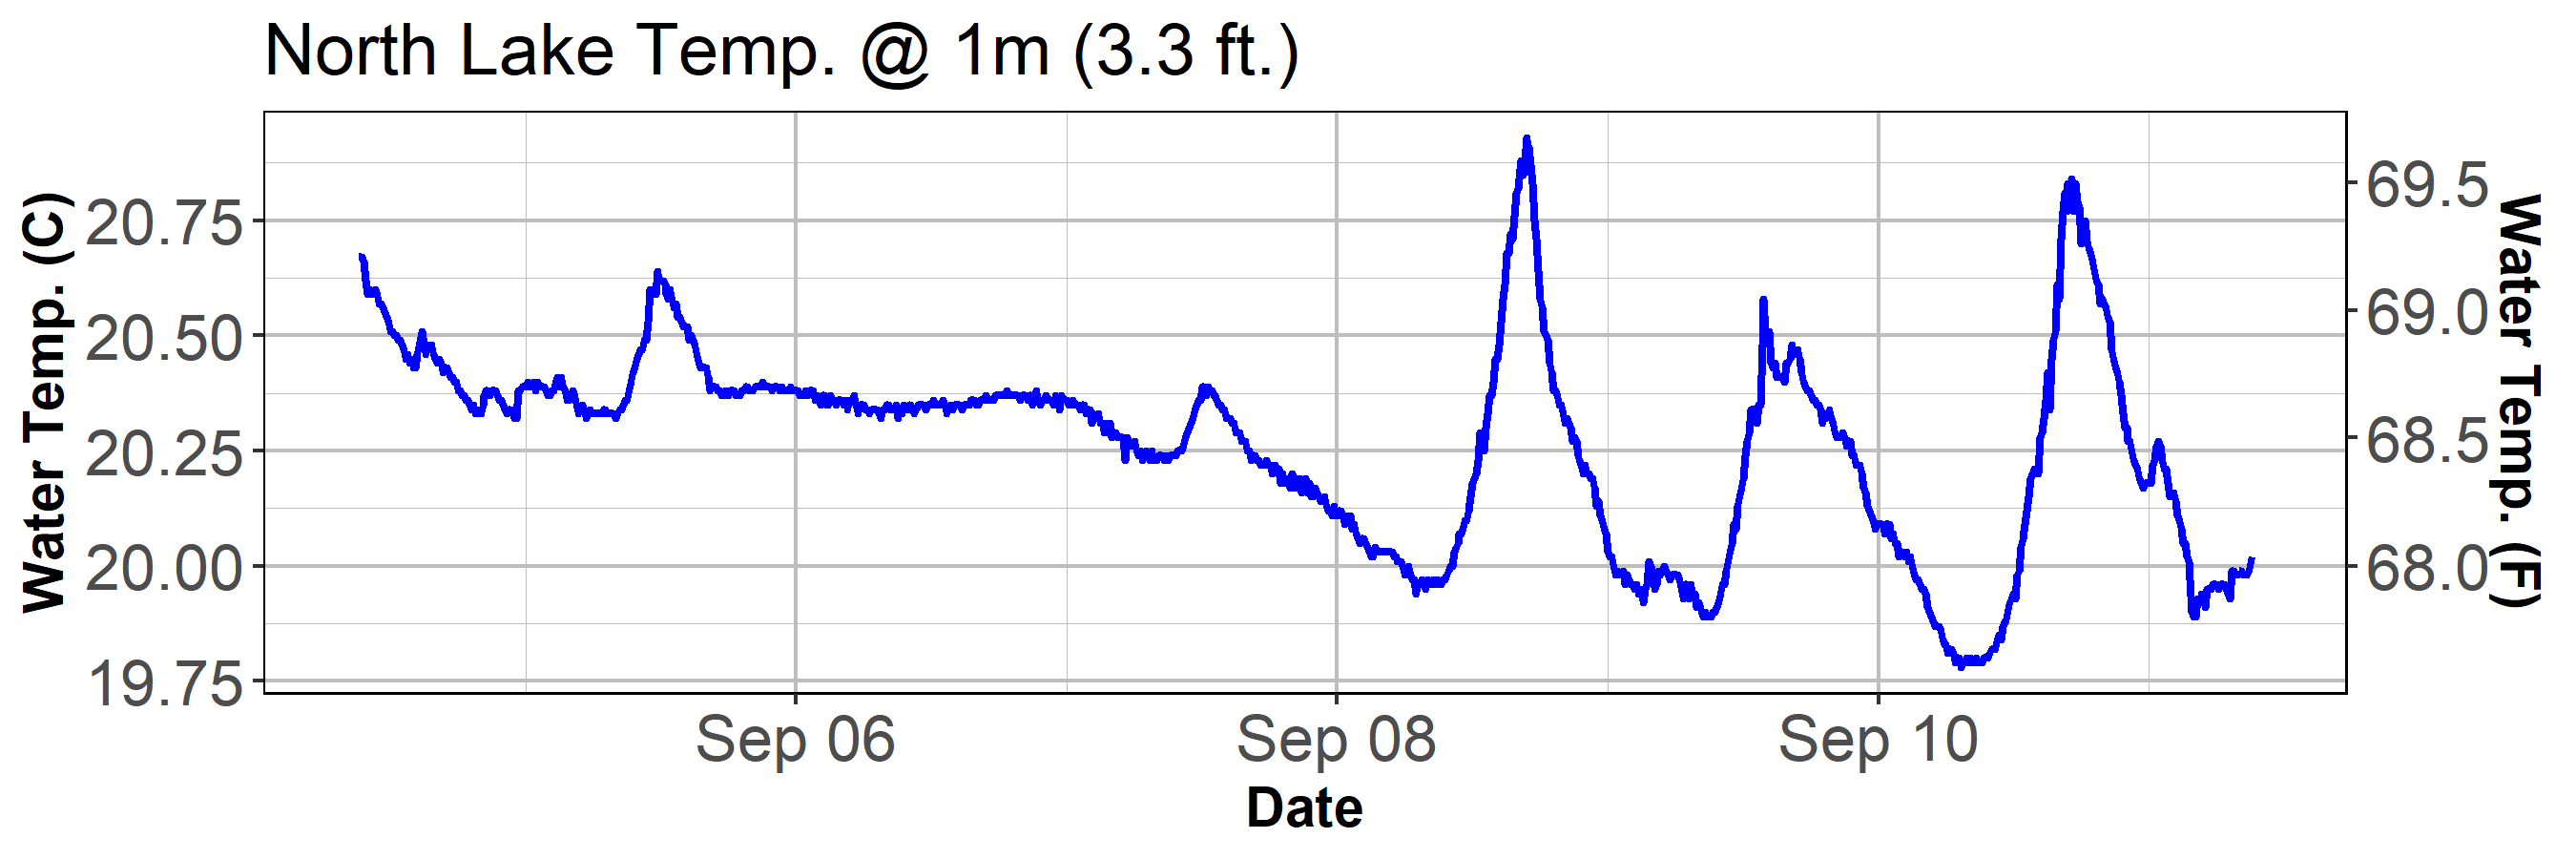 North Lake Temp. @ 1m (3.3 ft.)
Water Temp. (C)
20.75
20.50
20.25
20.00
19.75
69.5
69.0
68.5
68.0
Water Temp. (F)
Sep 06 Sep 08 Sep 10
Date